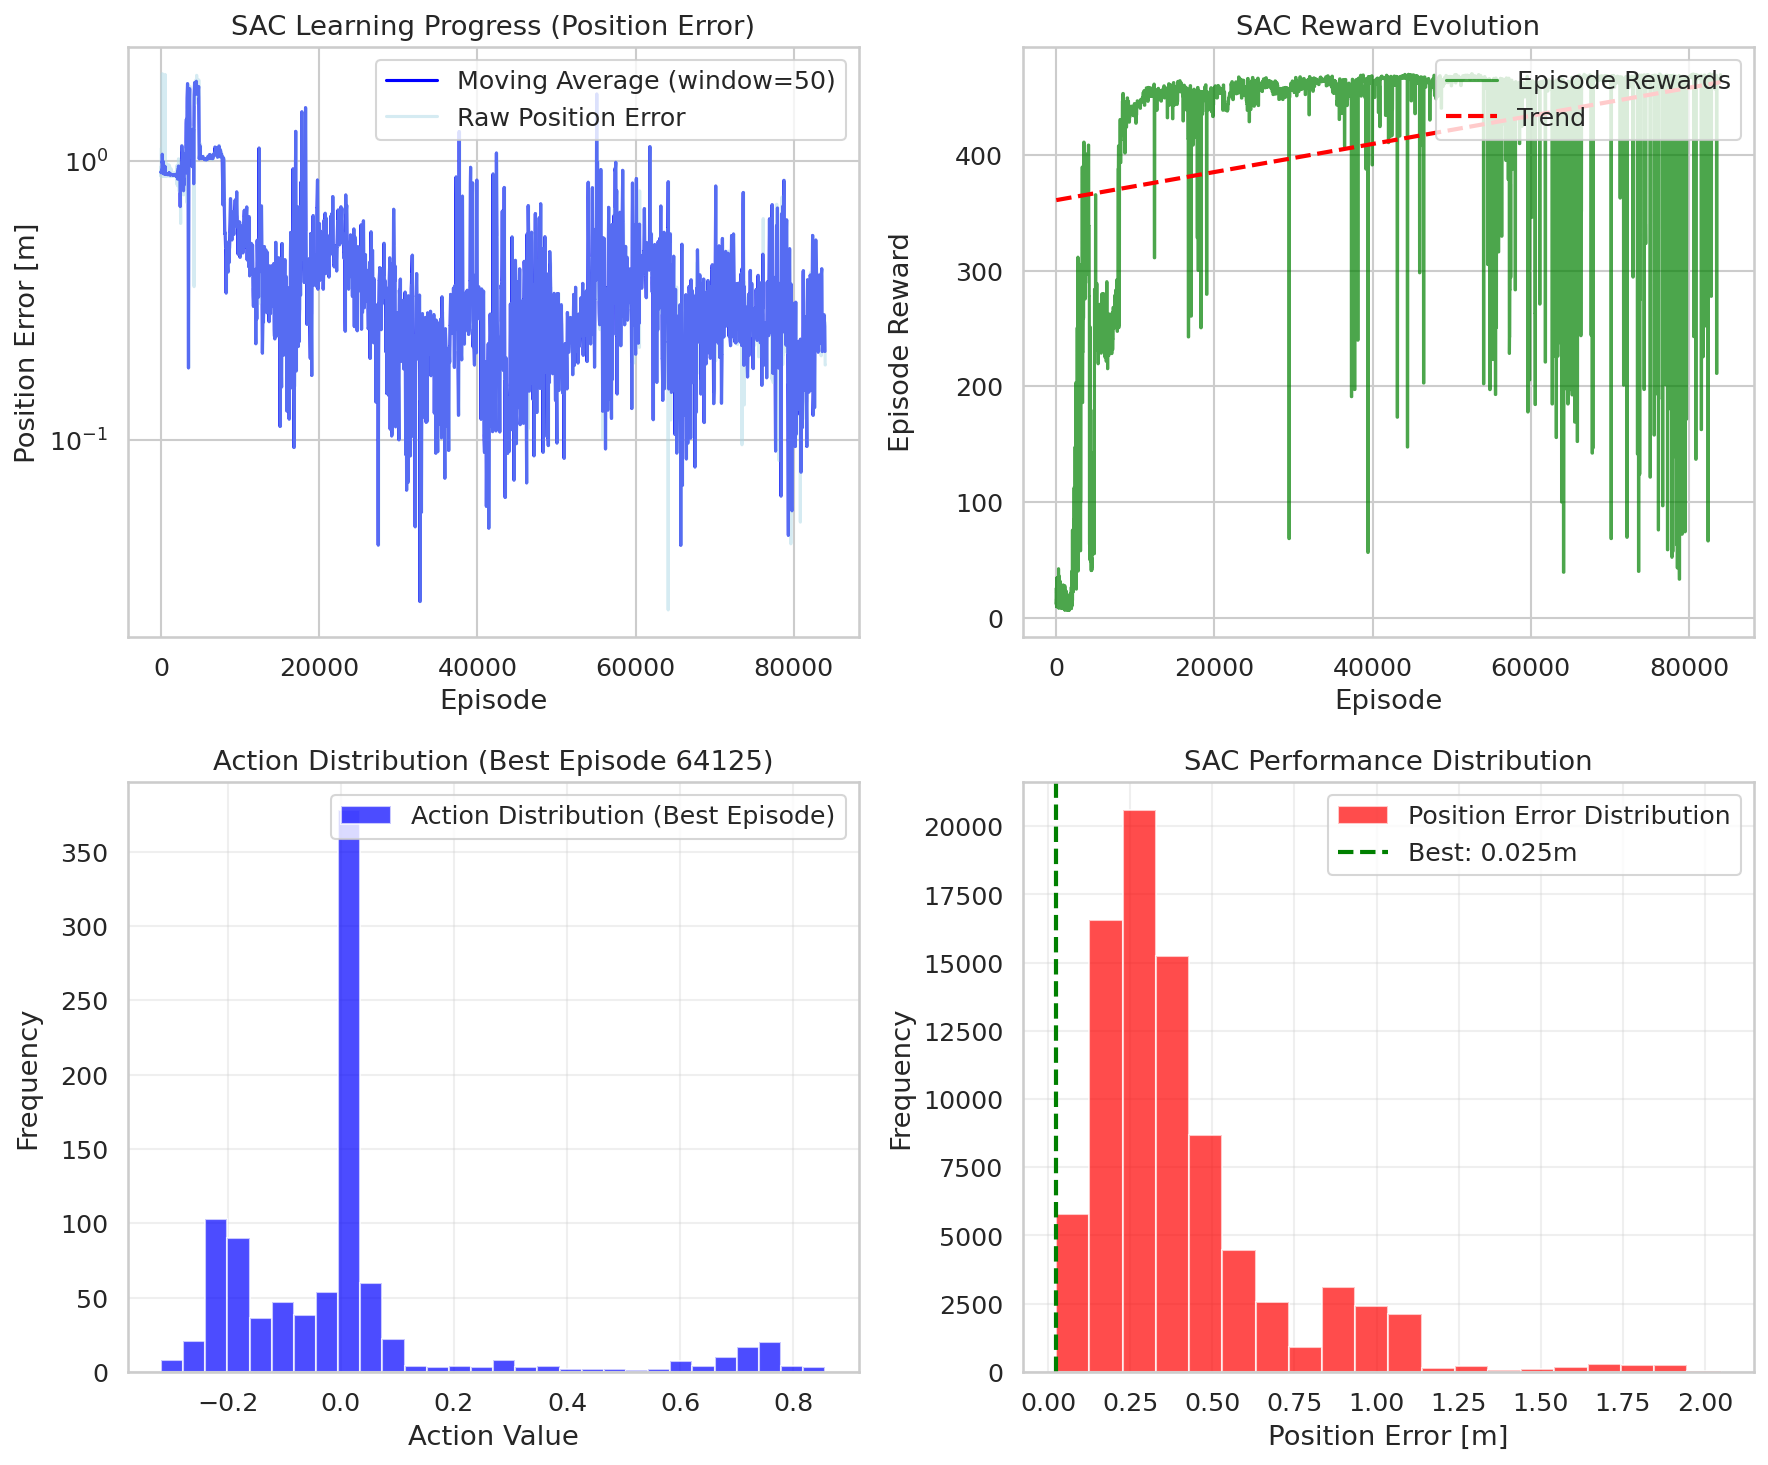 SAC Learning Progress (Position Error)
Moving Average (window=50)
Raw Position Error
Position Error [m]
10⁰
10⁻¹
0
20000
40000
60000
80000
Episode
SAC Reward Evolution
Episode Rewards
Trend
Episode Reward
400
300
200
100
0
0
20000
40000
60000
80000
Episode
Action Distribution (Best Episode 64125)
Action Distribution (Best Episode)
Frequency
350
300
250
200
150
100
50
0
−0.2
0.0
0.2
0.4
0.6
0.8
Action Value
SAC Performance Distribution
Position Error Distribution
Best: 0.025m
Frequency
20000
17500
15000
12500
10000
7500
5000
2500
0
0.00
0.25
0.50
0.75
1.00
1.25
1.50
1.75
2.00
Position Error [m]